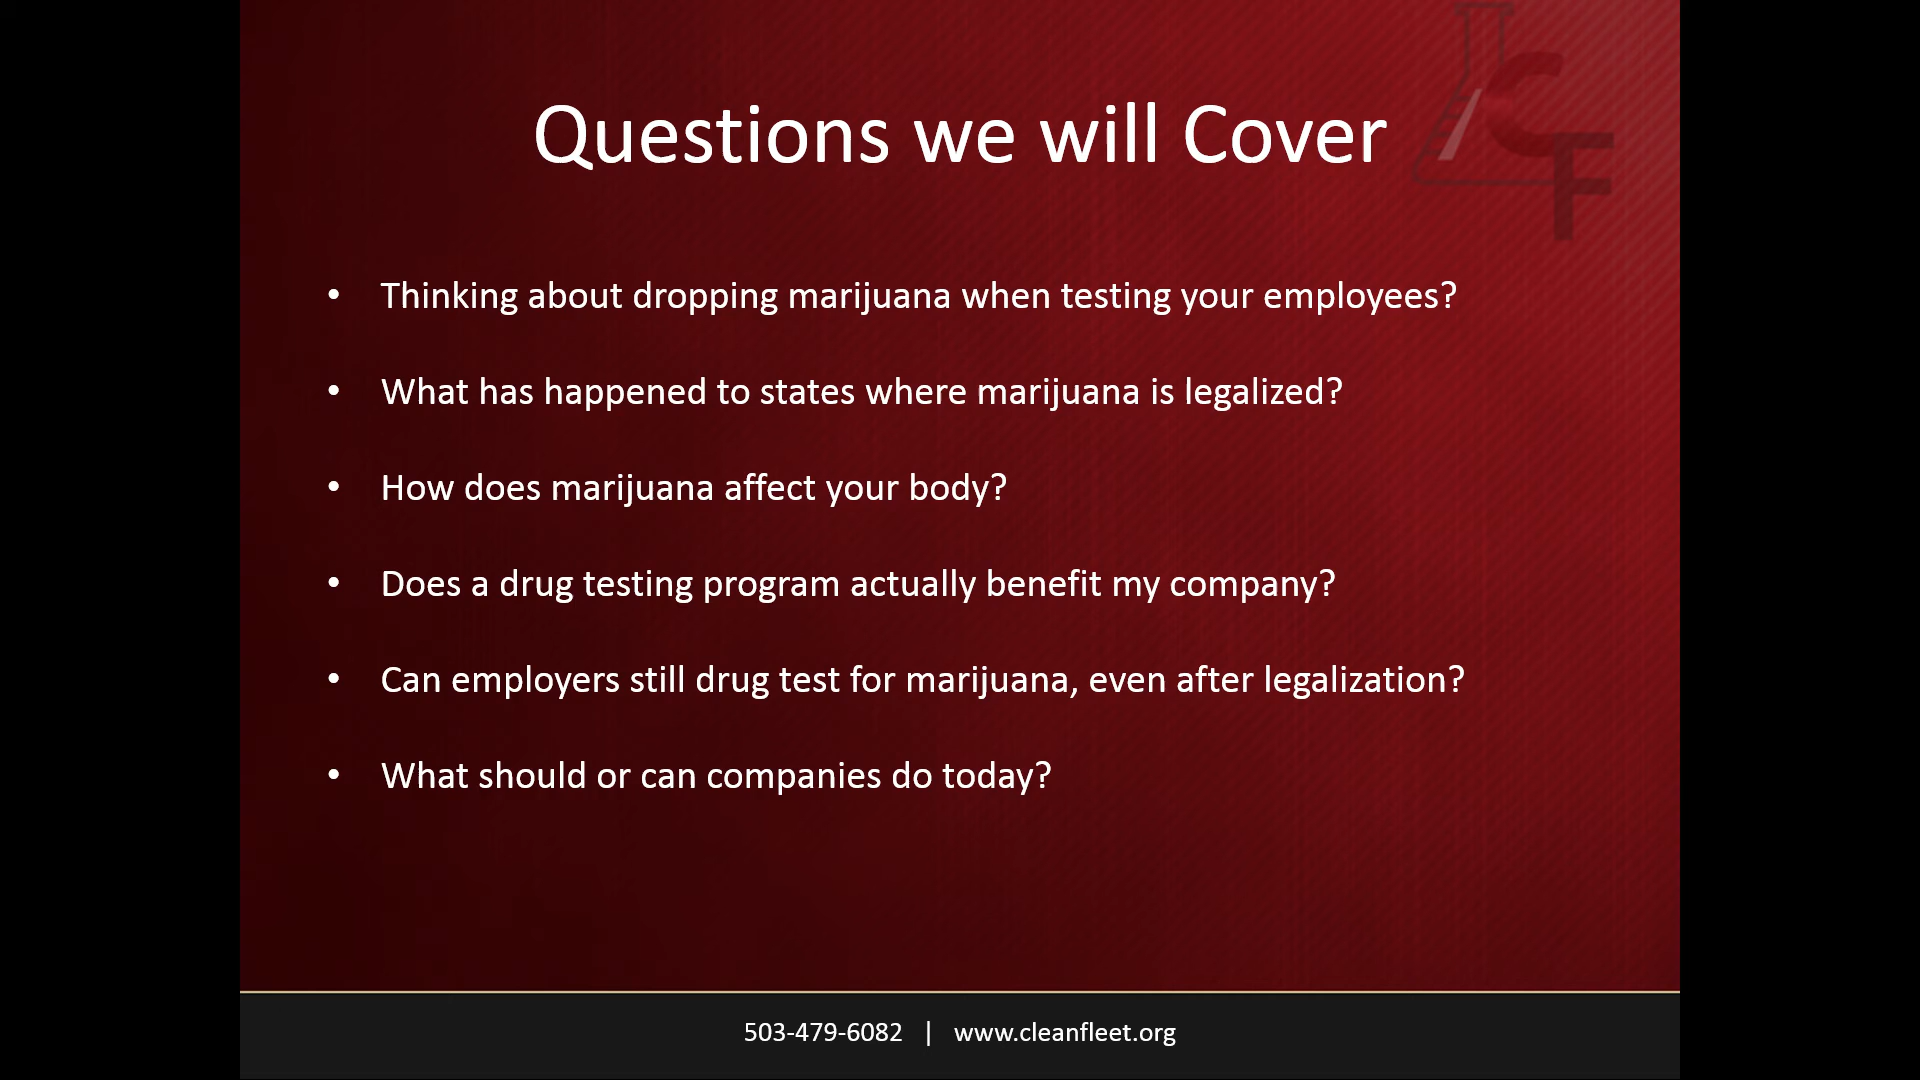 CF
Questions we will Cover
• Thinking about dropping marijuana when testing your employees?
• What has happened to states where marijuana is legalized?
• How does marijuana affect your body?
• Does a drug testing program actually benefit my company?
• Can employers still drug test for marijuana, even after legalization?
• What should or can companies do today?
503-479-6082 | www.cleanfleet.org